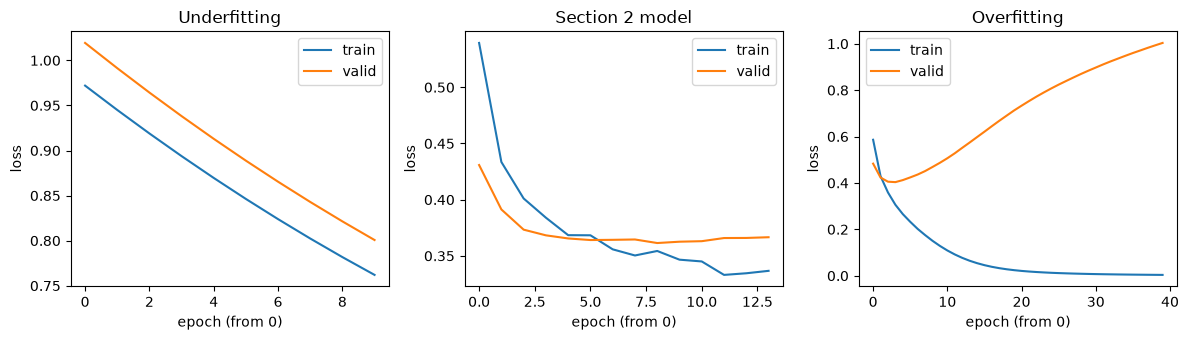 Underfitting
train
valid
loss
1.00
0.95
0.90
0.85
0.80
0.75
0 2 4 6 8
epoch (from 0)
Section 2 model
train
valid
loss
0.50
0.45
0.40
0.35
0.0 2.5 5.0 7.5 10.0 12.5
epoch (from 0)
Overfitting
train
valid
loss
1.0
0.8
0.6
0.4
0.2
0.0
0 10 20 30 40
epoch (from 0)